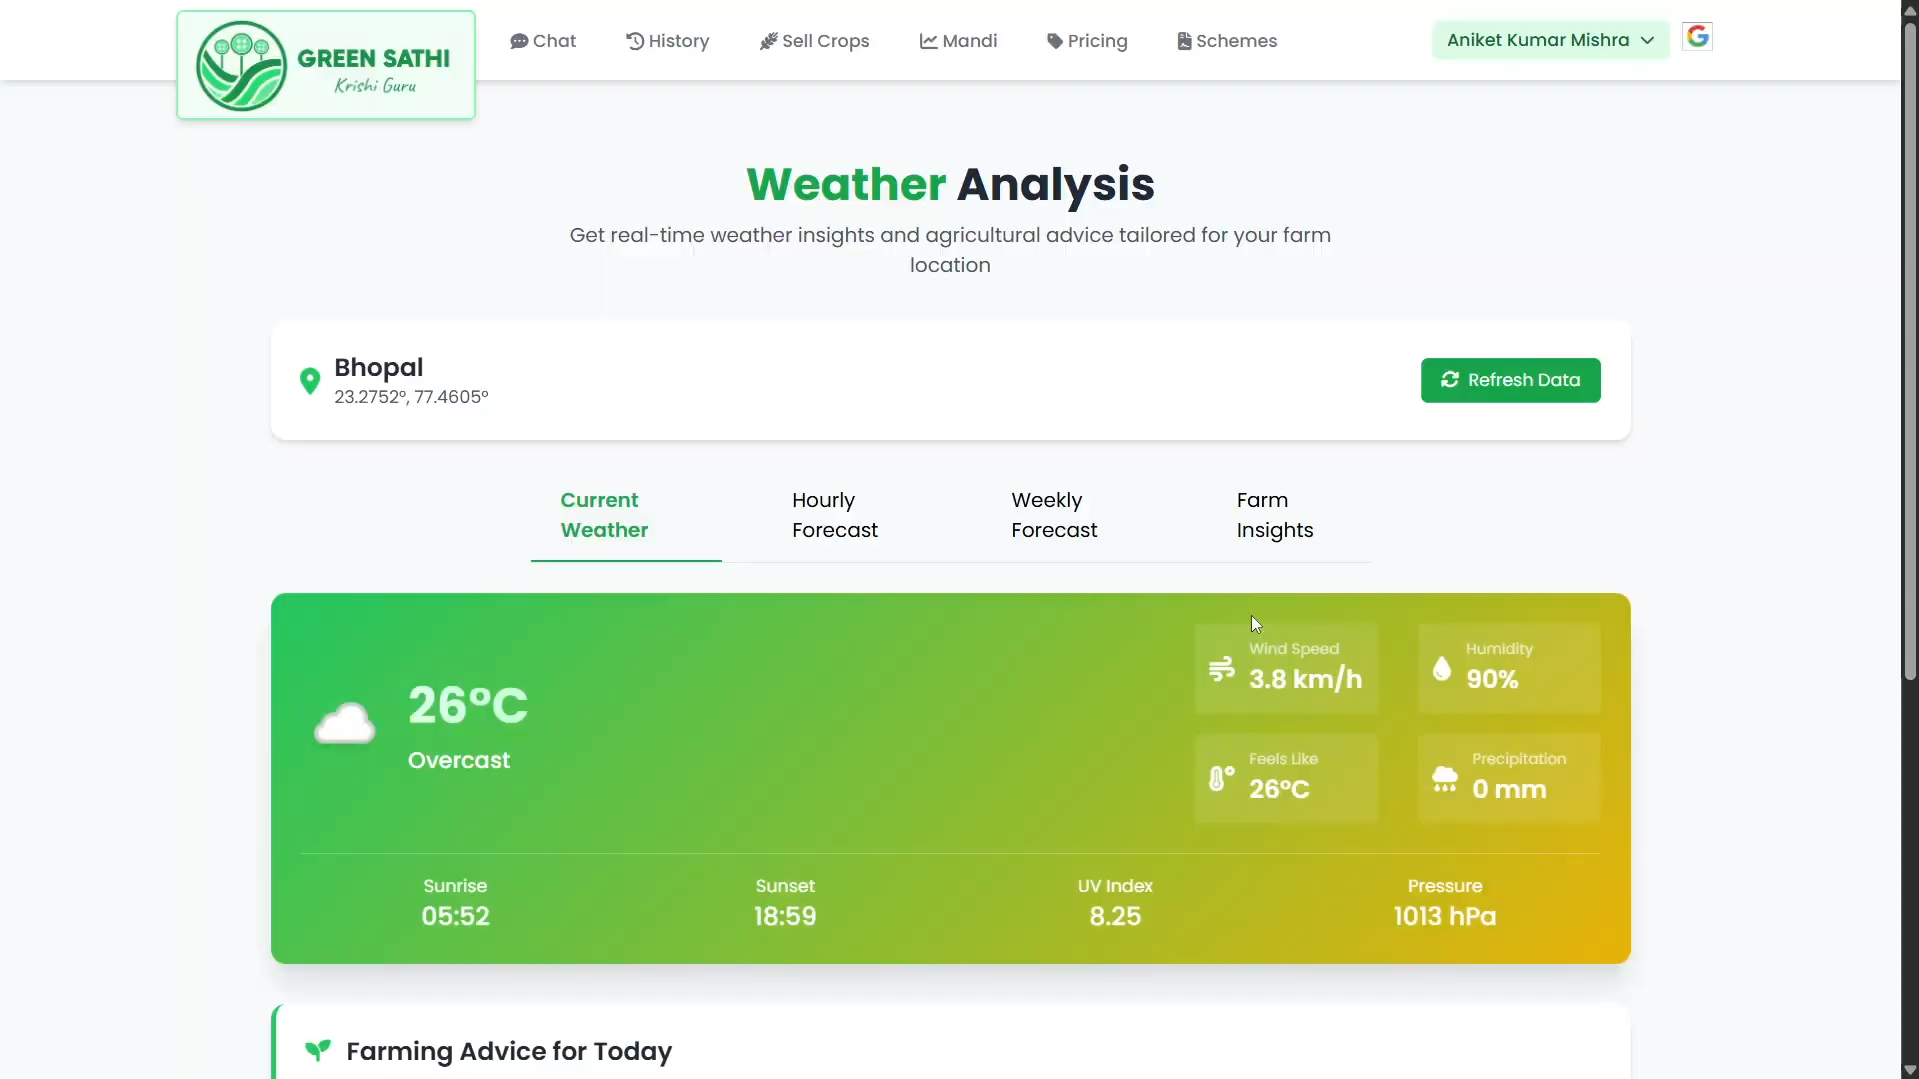 GREEN SATHI
Krishi Guru
Chat
History
Sell Crops
Mandi
Pricing
Schemes
Aniket Kumar Mishra
Weather Analysis
Get real-time weather insights and agricultural advice tailored for your farm
location
Bhopal
23.2752°, 77.4605°
Refresh Data
Current
Weather
Hourly
Forecast
Weekly
Forecast
Farm
Insights
26°C
Overcast
Wind Speed
3.8 km/h
Humidity
90%
Feels Like
26°C
Precipitation
0 mm
Sunrise
05:52
Sunset
18:59
UV Index
8.25
Pressure
1013 hPa
Farming Advice for Today